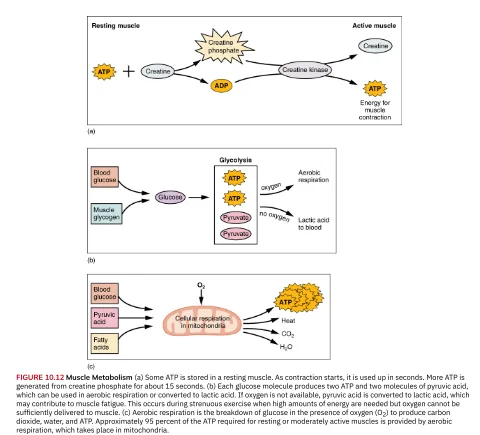 Resting muscle
Active muscle
Creatine phosphate
Creatine
ATP
+
Creatine
Creatine kinase
ADP
ATP
Energy for
muscle
contraction
(a)
Glycolysis
Blood
glucose
ATP
Aerobic
respiration
oxygen
ATP
Glucose
Muscle
glycogen
Pyruvate
no oxygen
Lactic acid
to blood
Pyruvate
(b)
O2
Blood
glucose
ATP
Pyruvic
acid
Cellular respiration
in mitochondria
Heat
CO2
Fatty
acids
H2O
(c)
FIGURE 10.12 Muscle Metabolism (a) Some ATP is stored in a resting muscle. As contraction starts, it is used up in seconds. More ATP is
generated from creatine phosphate for about 15 seconds. (b) Each glucose molecule produces two ATP and two molecules of pyruvic acid,
which can be used in aerobic respiration or converted to lactic acid. If oxygen is not available, pyruvic acid is converted to lactic acid, which
may contribute to muscle fatigue. This occurs during strenuous exercise when high amounts of energy are needed but oxygen cannot be
sufficiently delivered to muscle. (c) Aerobic respiration is the breakdown of glucose in the presence of oxygen (O2) to produce carbon
dioxide, water, and ATP. Approximately 95 percent of the ATP required for resting or moderately active muscles is provided by aerobic
respiration, which takes place in mitochondria.